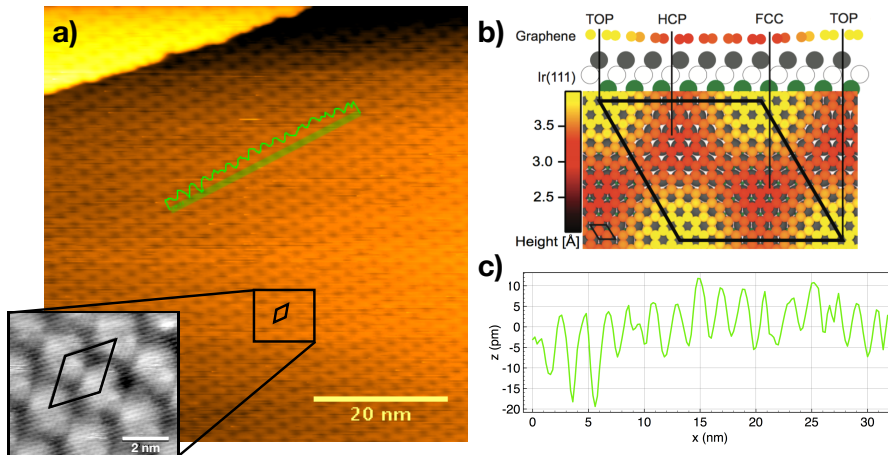 a)
20 nm
2 nm
b)
TOP HCP FCC TOP
Graphene
Ir(111)
3.5
3.0
2.5
Height [Å]
c)
10
5
0
-5
-10
-15
-20
z (pm)
0 5 10 15 20 25 30
x (nm)